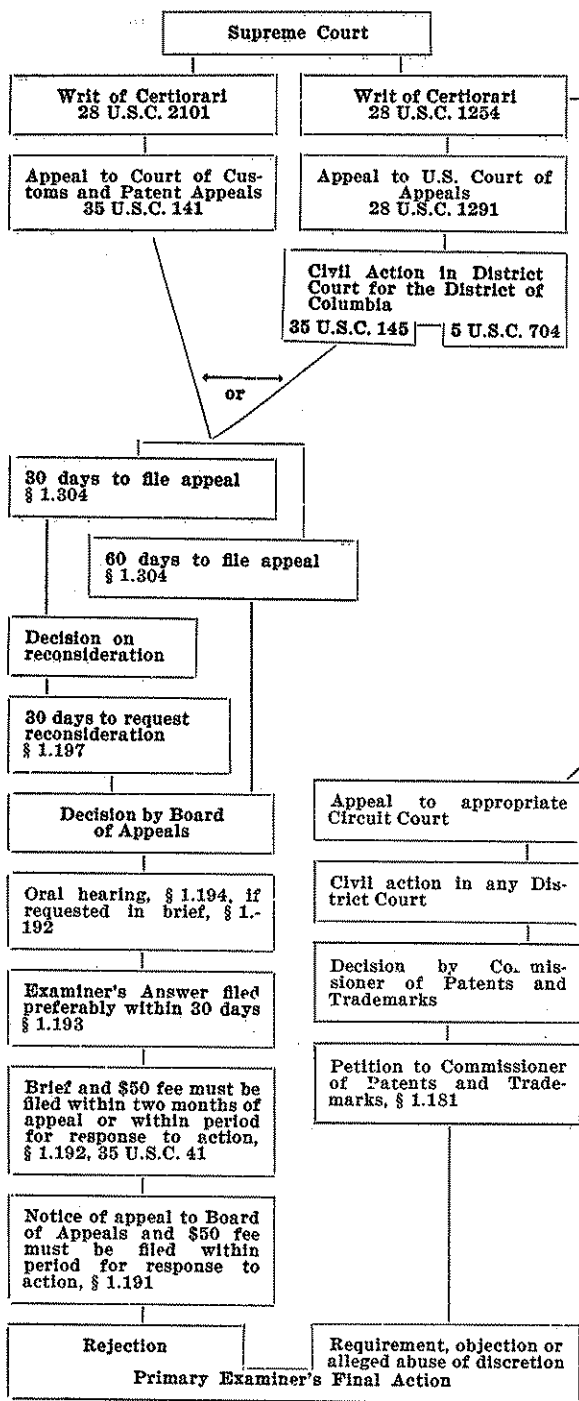 Supreme Court
Writ of Certiorari
28 U.S.C. 2101
Writ of Certiorari
28 U.S.C. 1254
Appeal to Court of Cus-
toms and Patent Appeals
35 U.S.C. 141
Appeal to U.S. Court of
Appeals
28 U.S.C. 1291
Civil Action in District
Court for the District of
Columbia
35 U.S.C. 145
5 U.S.C. 704
or
30 days to file appeal
§ 1.304
60 days to file appeal
§ 1.304
Decision on
reconsideration
30 days to request
reconsideration
§ 1.197
Decision by Board
of Appeals
Appeal to appropriate
Circuit Court
Oral hearing, § 1.194, if
requested in brief, § 1.-
192
Civil action in any Dis-
trict Court
Examiner's Answer filed
preferably within 30 days
§ 1.193
Decision by Commis-
sioner of Patents and
Trademarks
Brief and $50 fee must be
filed within two months of
appeal or within period
for response to action,
§ 1.192, 35 U.S.C. 41
Petition to Commissioner
of Patents and Trade-
marks, § 1.181
Notice of appeal to Board
of Appeals and $50 fee
must be filed within
period for response to
action, § 1.191
Rejection
Requirement, objection or
alleged abuse of discretion
Primary Examiner's Final Action